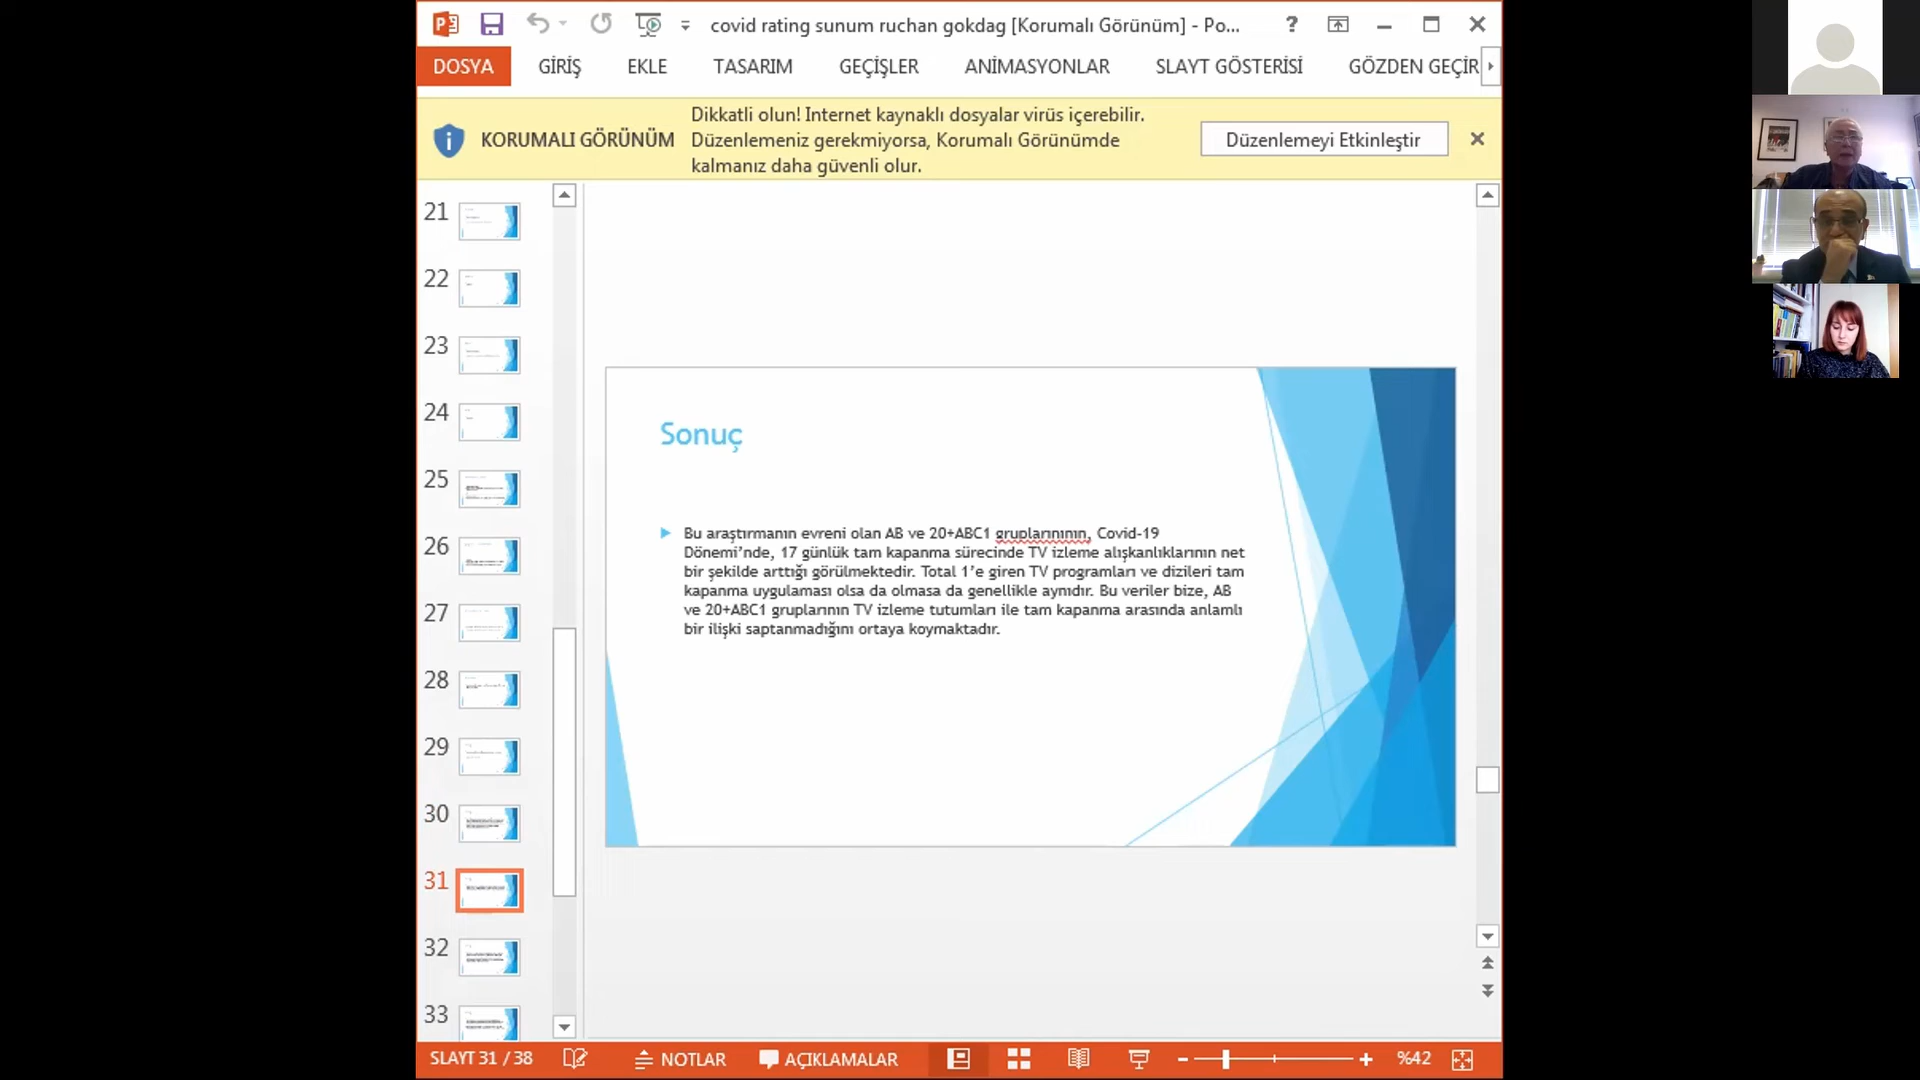 covid rating sunum ruchan gokdag [Korumalı Görünüm] - Po...
DOSYA GİRİŞ EKLE TASARIM GEÇİŞLER ANİMASYONLAR SLAYT GÖSTERİSİ GÖZDEN GEÇİR
KORUMALI GÖRÜNÜM
Dikkatli olun! Internet kaynaklı dosyalar virüs içerebilir.
Düzenlemeniz gerekmiyorsa, Korumalı Görünümde
kalmanız daha güvenli olur.
Düzenlemeyi Etkinleştir
21
22
23
24
25
26
27
28
29
30
31
32
33
Sonuç
Bu araştırmanın evreni olan AB ve 20+ABC1 gruplarınının, Covid-19
Dönemi’nde, 17 günlük tam kapanma sürecinde TV izleme alışkanlıklarının net
bir şekilde arttığı görülmektedir. Total 1’e giren TV programları ve dizileri tam
kapanma uygulaması olsa da olmasa da genellikle aynıdır. Bu veriler bize, AB
ve 20+ABC1 gruplarının TV izleme tutumları ile tam kapanma arasında anlamlı
bir ilişki saptanmadığını ortaya koymaktadır.
SLAYT 31 / 38 NOTLAR AÇIKLAMALAR %42